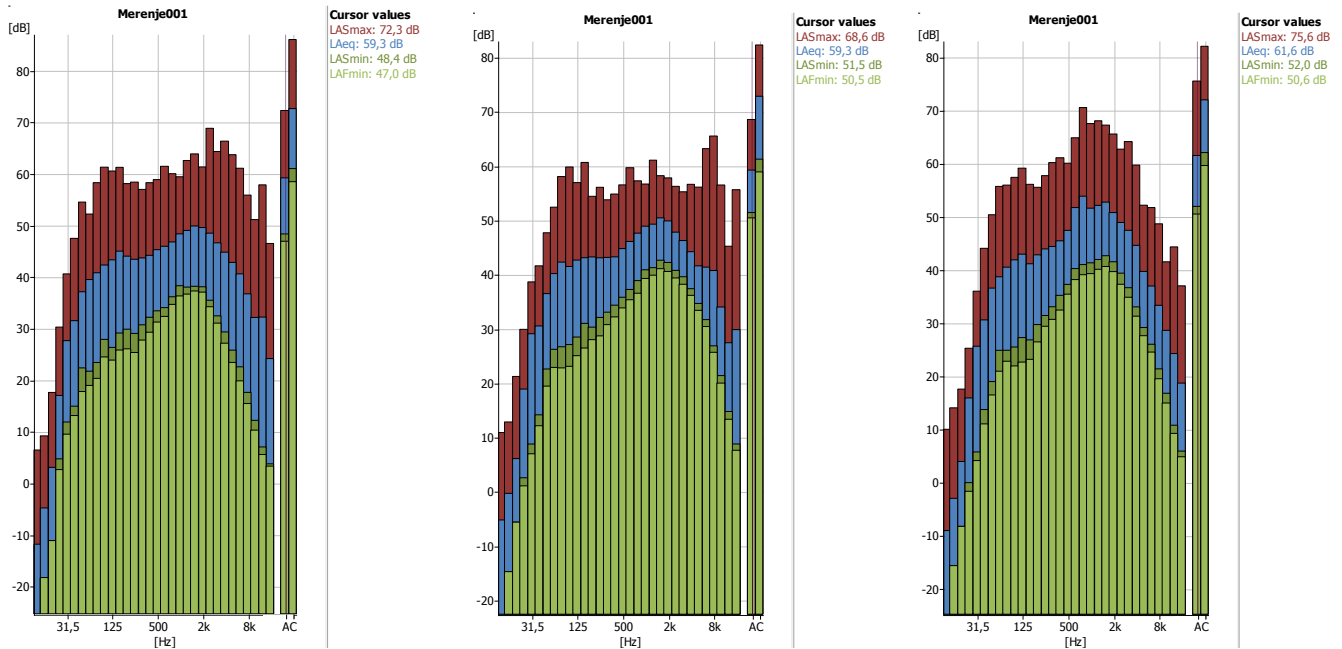 Merenje001
[dB]
80
70
60
50
40
30
20
10
0
-10
-20
31,5
125
500
2k
8k
AC
[Hz]
Cursor values
LASmax: 72,3 dB
LAeq: 59,3 dB
LASmin: 48,4 dB
LAFmin: 47,0 dB
Merenje001
[dB]
80
70
60
50
40
30
20
10
0
-10
-20
31,5
125
500
2k
8k
AC
[Hz]
Cursor values
LASmax: 68,6 dB
LAeq: 59,3 dB
LASmin: 51,5 dB
LAFmin: 50,5 dB
Merenje001
[dB]
80
70
60
50
40
30
20
10
0
-10
-20
31,5
125
500
2k
8k
AC
[Hz]
Cursor values
LASmax: 75,6 dB
LAeq: 61,6 dB
LASmin: 52,0 dB
LAFmin: 50,6 dB